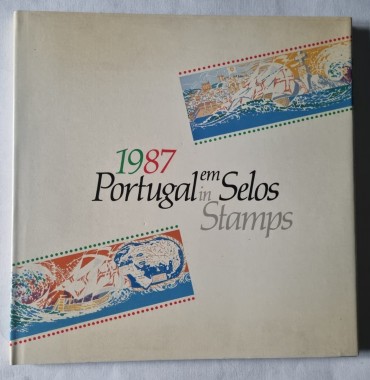 1987
Portugal em in Selos
Stamps